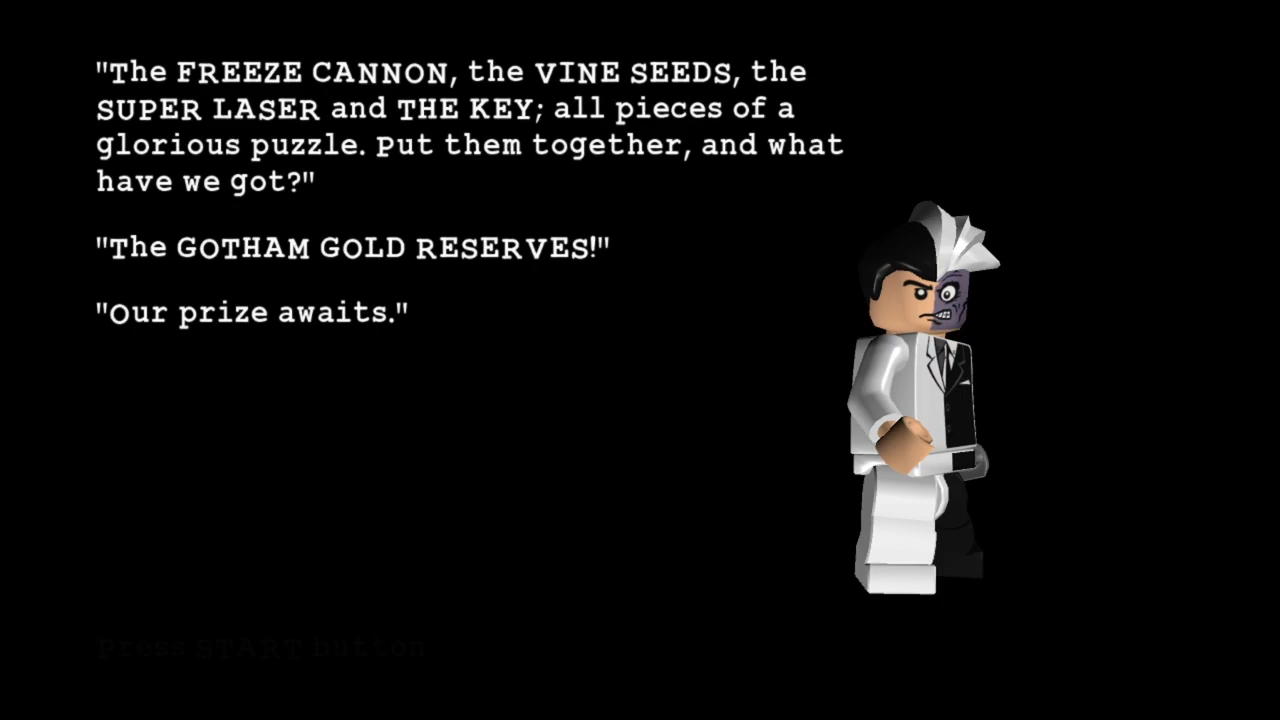 "The FREEZE CANNON, the VINE SEEDS, the
SUPER LASER and THE KEY; all pieces of a
glorious puzzle. Put them together, and what
have we got?"
"The GOTHAM GOLD RESERVES!"
"Our prize awaits."
Press START button